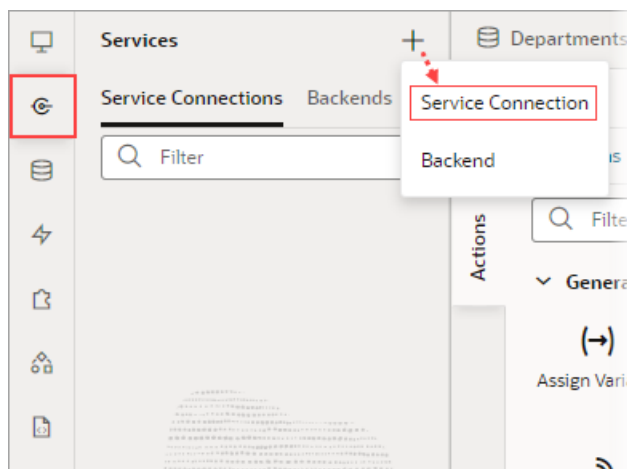 Services
Departments
Service Connections Backends
Service Connection
Filter
Backend
Actions
Filte
Genera
Assign Vari